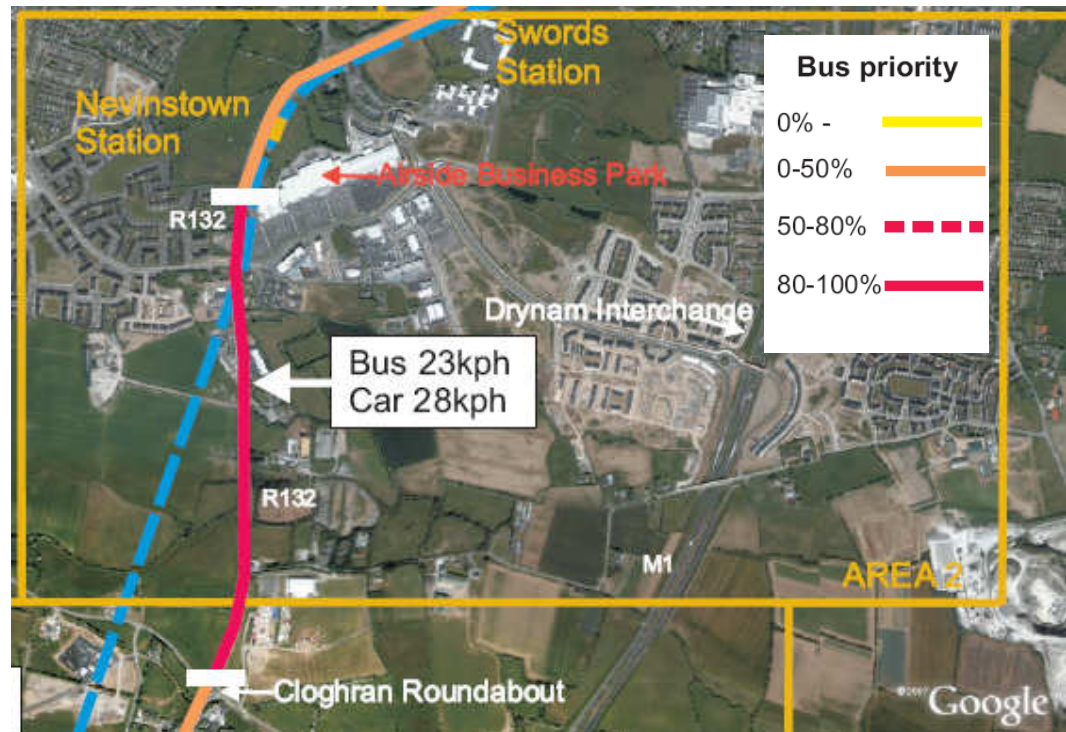 Swords
Station
Nevinstown
Station
Airside Business Park
R132
Bus priority
0% -
0-50%
50-80%
80-100%
Drynam Interchange
Bus 23kph
Car 28kph
R132
M1
AREA 2
Cloghran Roundabout
©2007 Google